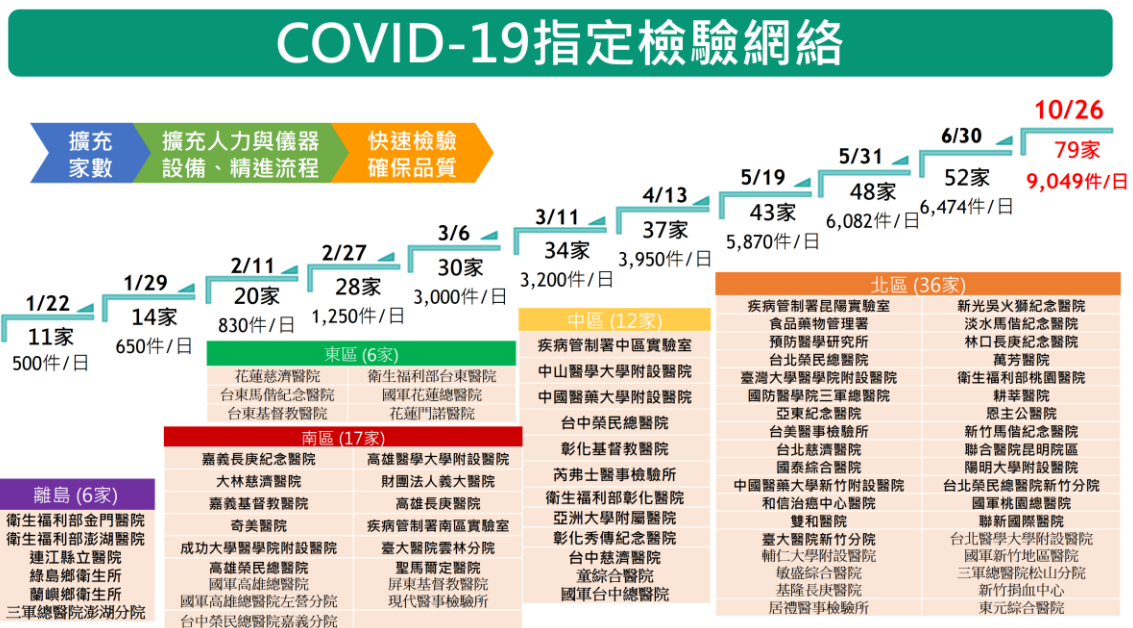 COVID-19指定檢驗網絡
擴充
家數
擴充人力與儀器
設備、精進流程
快速檢驗
確保品質
1/22
11家
500件/日
1/29
14家
650件/日
2/11
20家
830件/日
2/27
28家
1,250件/日
3/6
30家
3,000件/日
3/11
34家
3,200件/日
4/13
37家
3,950件/日
5/19
43家
5,870件/日
5/31
48家
6,082件/日
6/30
52家
6,474件/日
10/26
79家
9,049件/日
離島 (6家)
衛生福利部金門醫院
衛生福利部澎湖醫院
連江縣立醫院
綠島鄉衛生所
蘭嶼鄉衛生所
三軍總醫院澎湖分院
東區 (6家)
花蓮慈濟醫院 衛生福利部台東醫院
台東馬偕紀念醫院 國軍花蓮總醫院
台東基督教醫院 花蓮門諾醫院
南區 (17家)
嘉義長庚紀念醫院 高雄醫學大學附設醫院
大林慈濟醫院 財團法人義大醫院
嘉義基督教醫院 高雄長庚醫院
奇美醫院 疾病管制署南區實驗室
成功大學醫學院附設醫院 臺大醫院雲林分院
高雄榮民總醫院 聖馬爾定醫院
國軍高雄總醫院 屏東基督教醫院
國軍高雄總醫院左營分院 現代醫事檢驗所
台中榮民總醫院嘉義分院
中區 (12家)
疾病管制署中區實驗室
中山醫學大學附設醫院
中國醫藥大學附設醫院
台中榮民總醫院
彰化基督教醫院
芮弗士醫事檢驗所
衛生福利部彰化醫院
亞洲大學附屬醫院
彰化秀傳紀念醫院
台中慈濟醫院
童綜合醫院
國軍台中總醫院
北區 (36家)
疾病管制署昆陽實驗室 新光吳火獅紀念醫院
食品藥物管理署 淡水馬偕紀念醫院
預防醫學研究所 林口長庚紀念醫院
台北榮民總醫院 萬芳醫院
臺灣大學醫學院附設醫院 衛生福利部桃園醫院
國防醫學院三軍總醫院 耕莘醫院
亞東紀念醫院 恩主公醫院
台美醫事檢驗所 新竹馬偕紀念醫院
台北慈濟醫院 聯合醫院昆明院區
國泰綜合醫院 陽明大學附設醫院
中國醫藥大學新竹附設醫院 台北榮民總醫院新竹分院
和信治癌中心醫院 國軍桃園總醫院
雙和醫院 聯新國際醫院
臺大醫院新竹分院 台北醫學大學附設醫院
輔仁大學附設醫院 國軍新竹地區醫院
敏盛綜合醫院 三軍總醫院松山分院
基隆長庚醫院 新竹捐血中心
居禮醫事檢驗所 東元綜合醫院